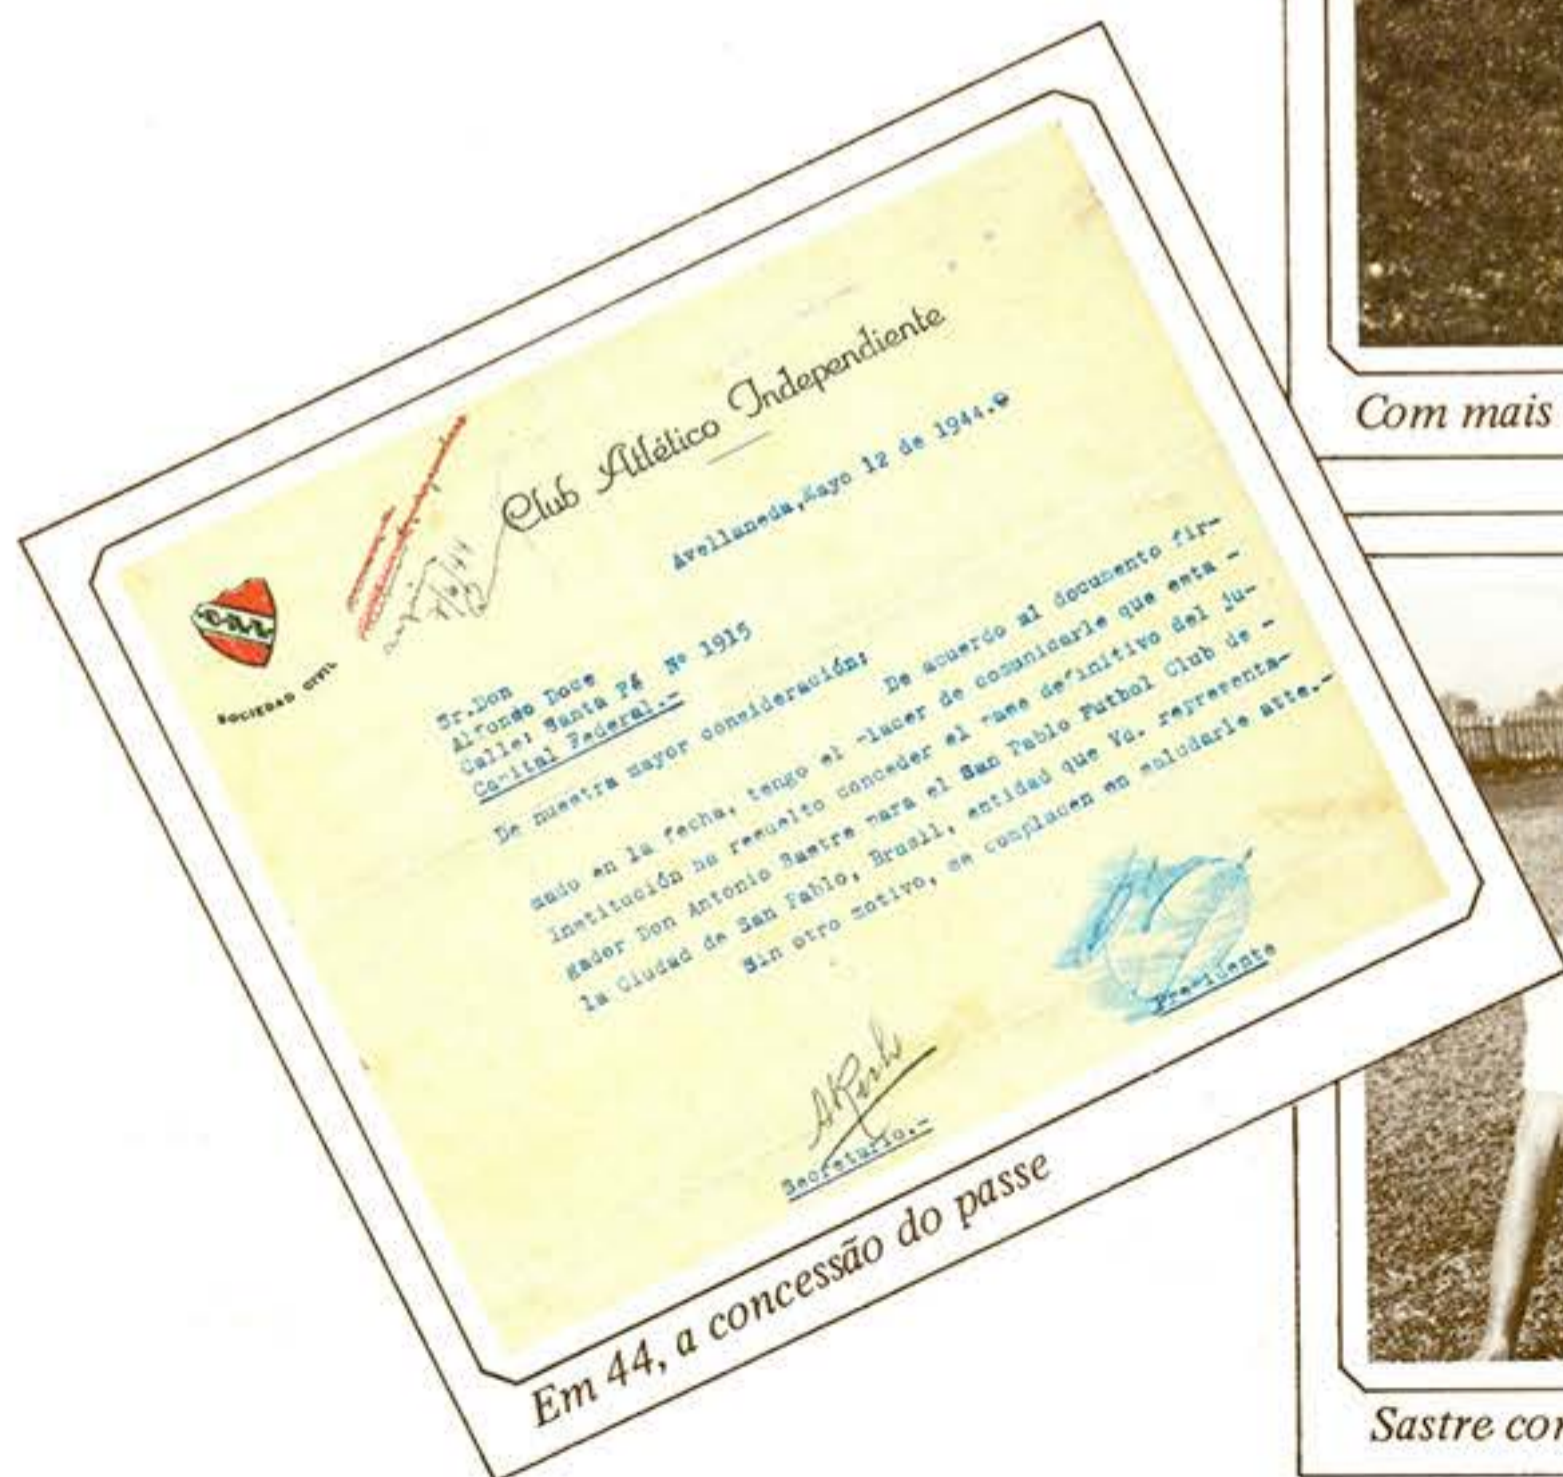 Club Atlético Independiente
Avellaneda, Mayo 12 de 1944.
SOCIEDAD CIVIL
Sr.Don
Alfonso Doce
Calle: Santa Fé Nº 1915
Capital Federal.-
De nuestra mayor consideración:
De acuerdo al documento fir-
mado en la fecha, tengo el placer de comunicarle que esta -
Institución ha resuelto conceder el pase definitivo del ju-
gador Don Antonio Sastre para el San Pablo Futbol Club de -
la Ciudad de San Pablo, Brasil, entidad que Vd. representa-
Sin otro motivo, se complacen en saludarle atte.-
Presidente
Secretario.-
Em 44, a concessão do passe
Com mais
Sastre con